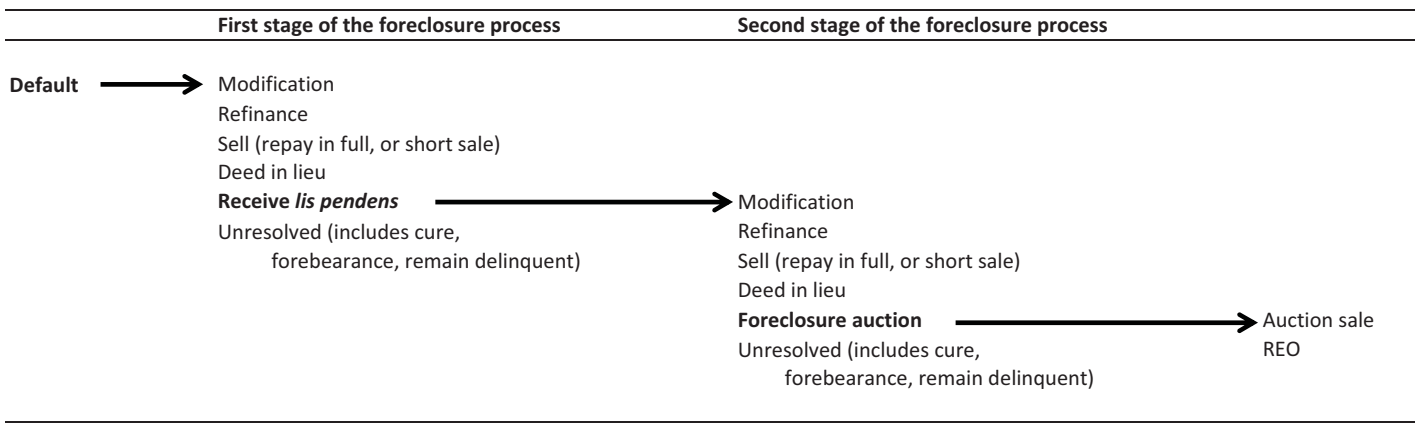 First stage of the foreclosure process Second stage of the foreclosure process
Default Modification
Refinance
Sell (repay in full, or short sale)
Deed in lieu
Receive lis pendens Modification
Unresolved (includes cure, Refinance
forebearance, remain delinquent) Sell (repay in full, or short sale)
Deed in lieu
Foreclosure auction Auction sale
Unresolved (includes cure, REO
forebearance, remain delinquent)